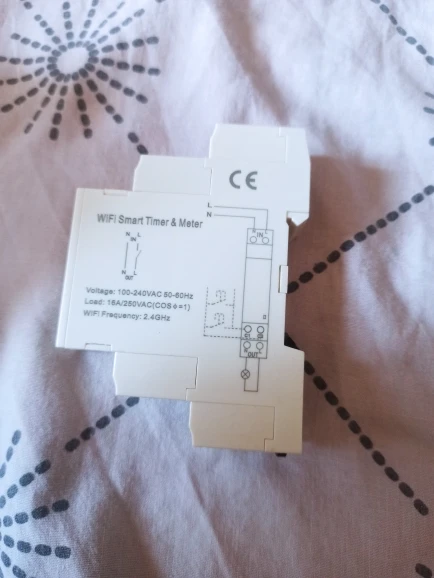 CE
L
N
WIFI Smart Timer & Meter
N L
IN
N L
OUT
IN
Voltage: 100-240VAC 50-60Hz
Load: 16A/250VAC(COSϕ=1)
WIFI Frequency: 2.4GHz
OUT